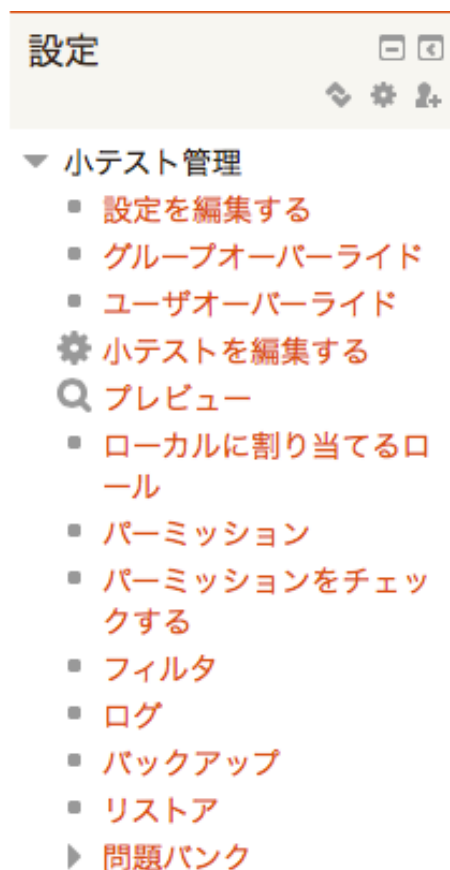 設定
小テスト管理
設定を編集する
グループオーバーライド
ユーザオーバーライド
小テストを編集する
プレビュー
ローカルに割り当てるロ
ール
パーミッション
パーミッションをチェッ
クする
フィルタ
ログ
バックアップ
リストア
問題バンク